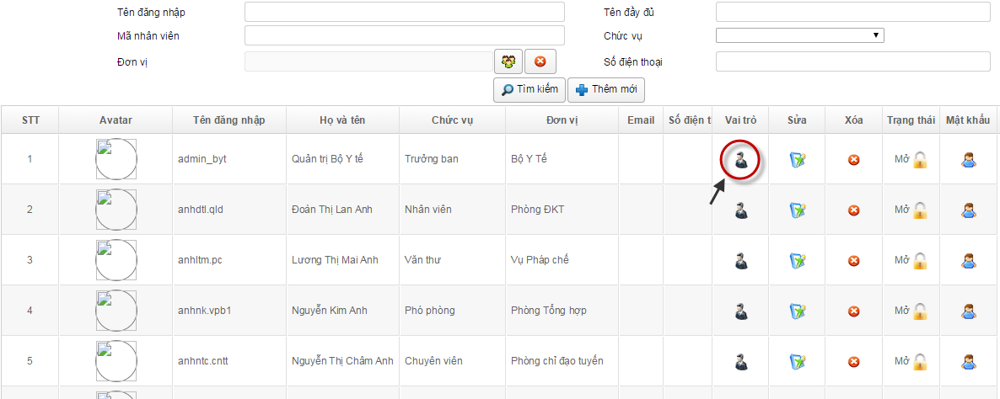 Tên đăng nhập Tên đầy đủ
Mã nhân viên Chức vụ
Đơn vị Số điện thoại
Tìm kiếm Thêm mới
STT Avatar Tên đăng nhập Họ và tên Chức vụ Đơn vị Email Số điện t Vai trò Sửa Xóa Trạng thái Mật khẩu
1 admin_byt Quản trị Bộ Y tế Trưởng ban Bộ Y Tế Mở
2 anhdtl.qld Đoàn Thị Lan Anh Nhân viên Phòng ĐKT Mở
3 anhltm.pc Lương Thị Mai Anh Văn thư Vụ Pháp chế Mở
4 anhnk.vpb1 Nguyễn Kim Anh Phó phòng Phòng Tổng hợp Mở
5 anhntc.cntt Nguyễn Thị Châm Anh Chuyên viên Phòng chỉ đạo tuyến Mở